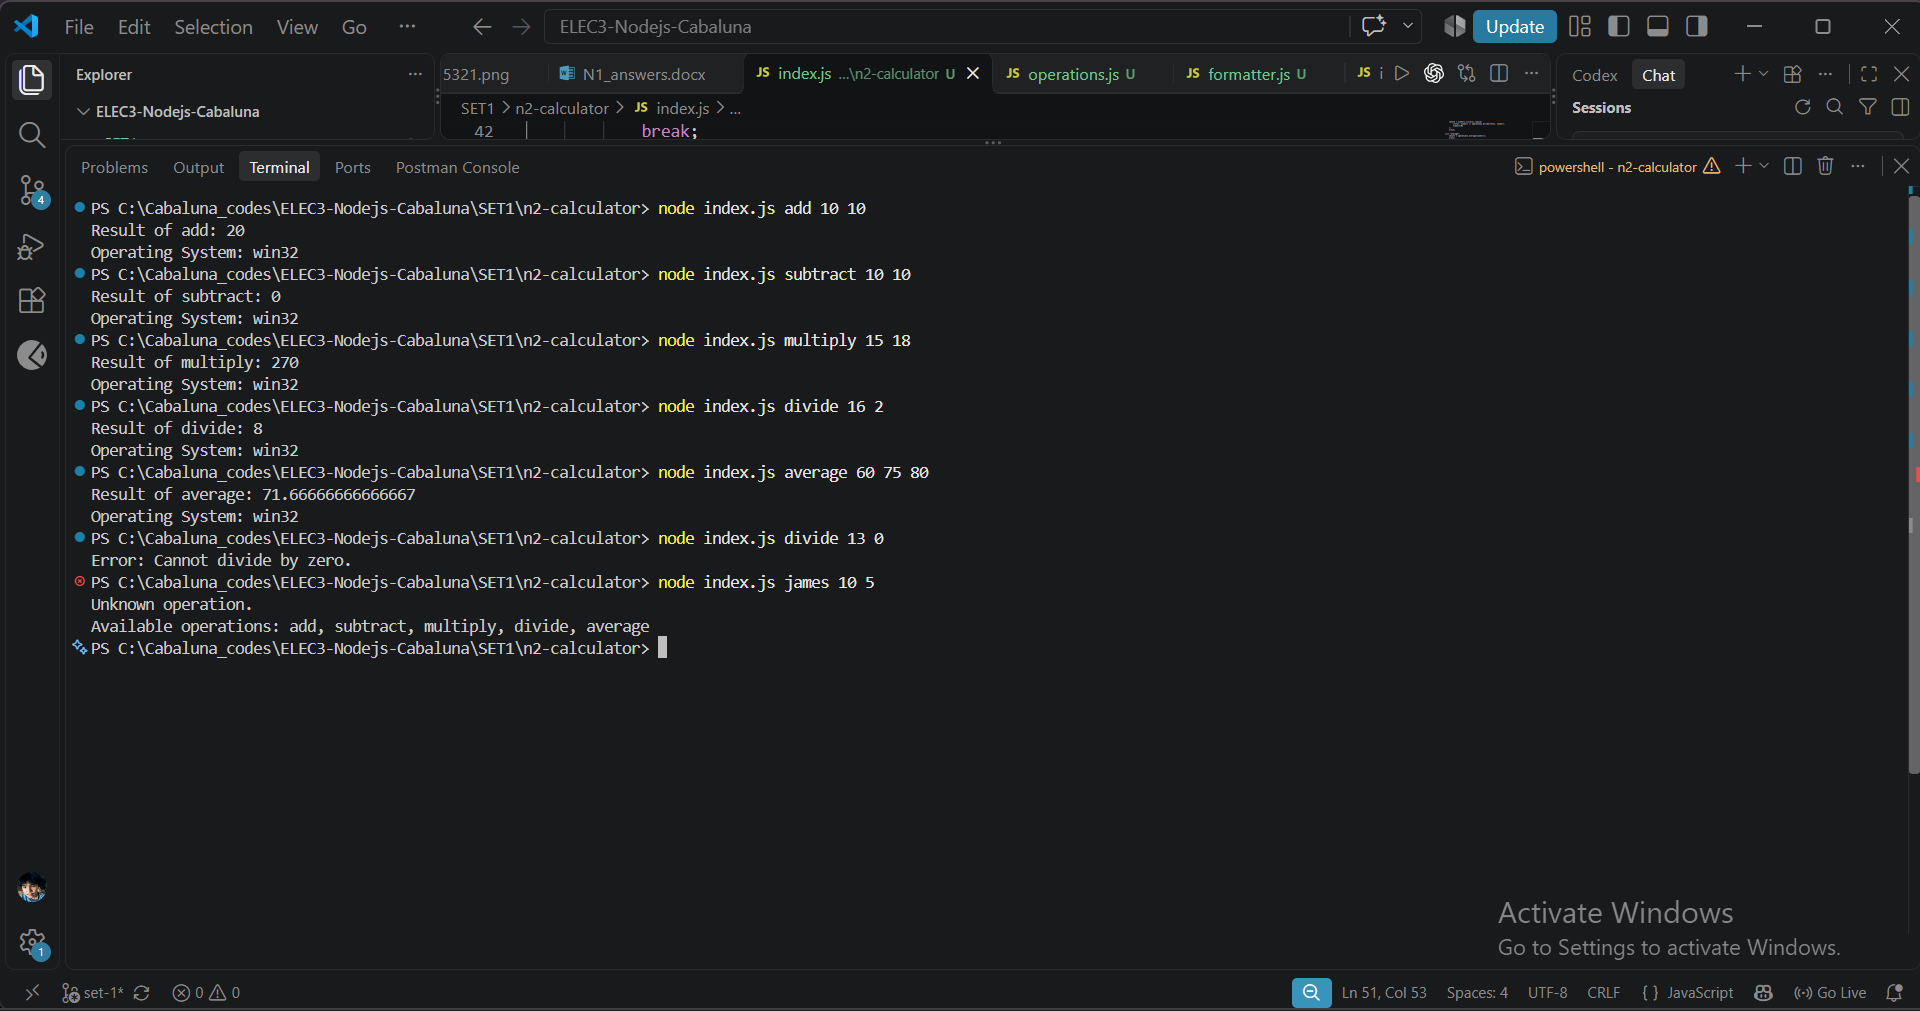 File Edit Selection View Go ··· ELEC3-Nodejs-Cabaluna Update
Explorer ···
ELEC3-Nodejs-Cabaluna
5321.png N1_answers.docx JS index.js ...\n2-calculator U JS operations.js U JS formatter.js U JS i ···
SET1 > n2-calculator > JS index.js > ...
42 break;
Codex Chat ···
Sessions
Problems Output Terminal Ports Postman Console powershell - n2-calculator ···
PS C:\Cabaluna_codes\ELEC3-Nodejs-Cabaluna\SET1\n2-calculator> node index.js add 10 10
Result of add: 20
Operating System: win32
PS C:\Cabaluna_codes\ELEC3-Nodejs-Cabaluna\SET1\n2-calculator> node index.js subtract 10 10
Result of subtract: 0
Operating System: win32
PS C:\Cabaluna_codes\ELEC3-Nodejs-Cabaluna\SET1\n2-calculator> node index.js multiply 15 18
Result of multiply: 270
Operating System: win32
PS C:\Cabaluna_codes\ELEC3-Nodejs-Cabaluna\SET1\n2-calculator> node index.js divide 16 2
Result of divide: 8
Operating System: win32
PS C:\Cabaluna_codes\ELEC3-Nodejs-Cabaluna\SET1\n2-calculator> node index.js average 60 75 80
Result of average: 71.66666666666667
Operating System: win32
PS C:\Cabaluna_codes\ELEC3-Nodejs-Cabaluna\SET1\n2-calculator> node index.js divide 13 0
Error: Cannot divide by zero.
PS C:\Cabaluna_codes\ELEC3-Nodejs-Cabaluna\SET1\n2-calculator> node index.js james 10 5
Unknown operation.
Available operations: add, subtract, multiply, divide, average
PS C:\Cabaluna_codes\ELEC3-Nodejs-Cabaluna\SET1\n2-calculator>
4
1
Activate Windows
Go to Settings to activate Windows.
set-1* 0 0 Ln 51, Col 53 Spaces: 4 UTF-8 CRLF { } JavaScript Go Live